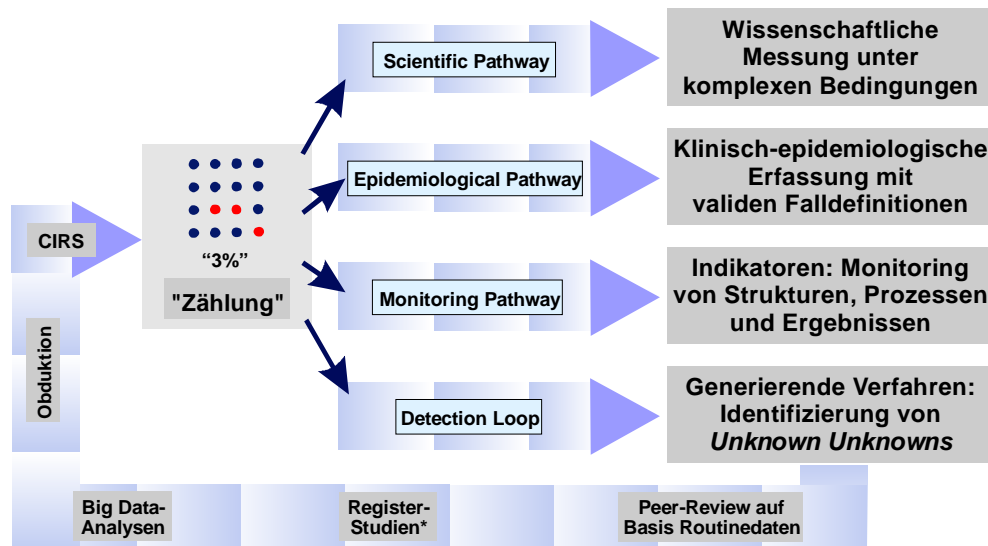 Scientific Pathway
Wissenschaftliche
Messung unter
komplexen Bedingungen
Epidemiological Pathway
Klinisch-epidemiologische
Erfassung mit
validen Falldefinitionen
CIRS
“3%”
"Zählung"
Monitoring Pathway
Indikatoren: Monitoring
von Strukturen, Prozessen
und Ergebnissen
Obduktion
Detection Loop
Generierende Verfahren:
Identifizierung von
Unknown Unknowns
Big Data-
Analysen
Register-
Studien*
Peer-Review auf
Basis Routinedaten